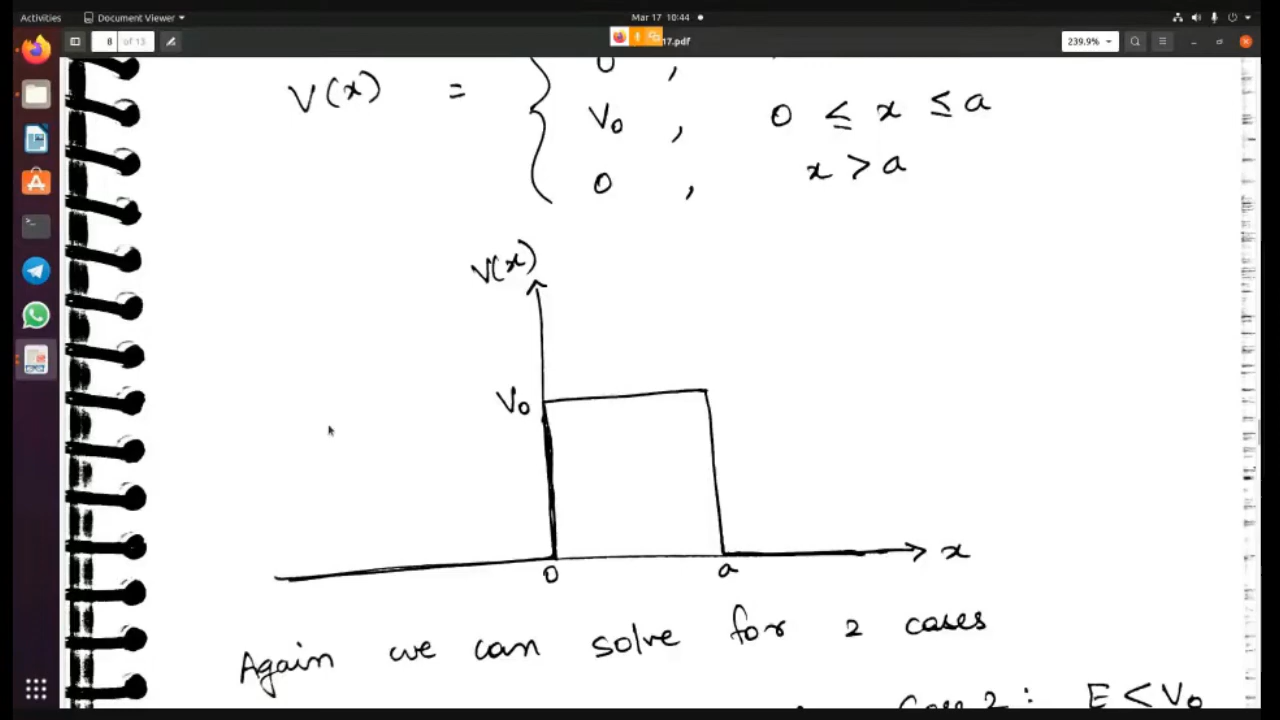 Activities Document Viewer Mar 17 10:44
8 of 13 17.pdf 239.9%
0 ,
V(x) = V₀ , 0 ≤ x ≤ a
0 , x > a
V(x)
V₀
0 a x
Again we can solve for 2 cases
Case 2: E < V₀